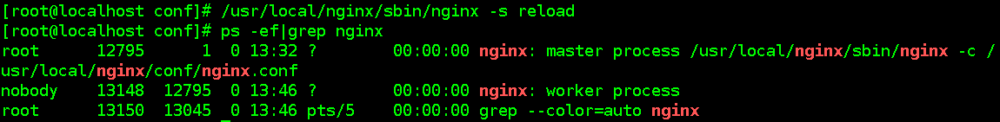 [root@localhost conf]# /usr/local/nginx/sbin/nginx -s reload
[root@localhost conf]# ps -ef|grep nginx
root      12795      1  0 13:32 ?        00:00:00 nginx: master process /usr/local/nginx/sbin/nginx -c /
usr/local/nginx/conf/nginx.conf
nobody    13148  12795  0 13:46 ?        00:00:00 nginx: worker process
root      13150  13045  0 13:46 pts/5    00:00:00 grep --color=auto nginx